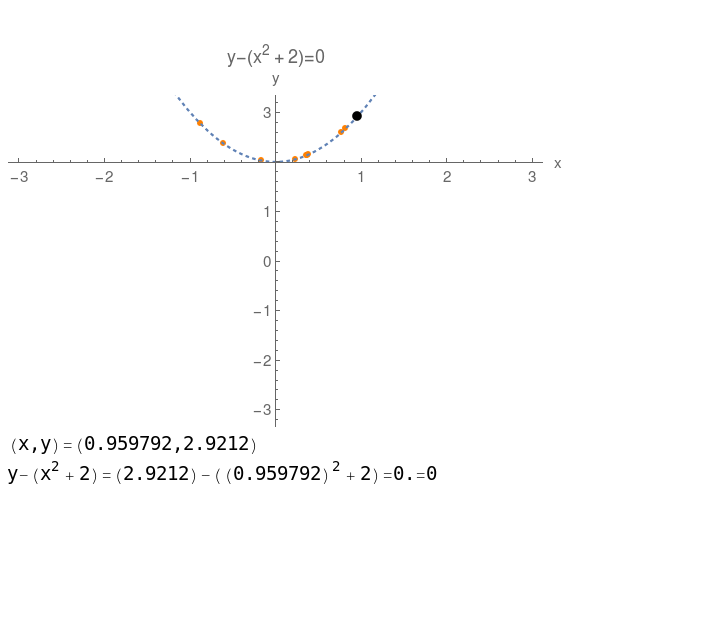 y−(x²+2)=0
y
3
−3 −2 −1 1 2 3 x
1
0
−1
−2
−3
(x,y)=(0.959792,2.9212)
y−(x²+2)=(2.9212)−((0.959792)²+2)=0.=0